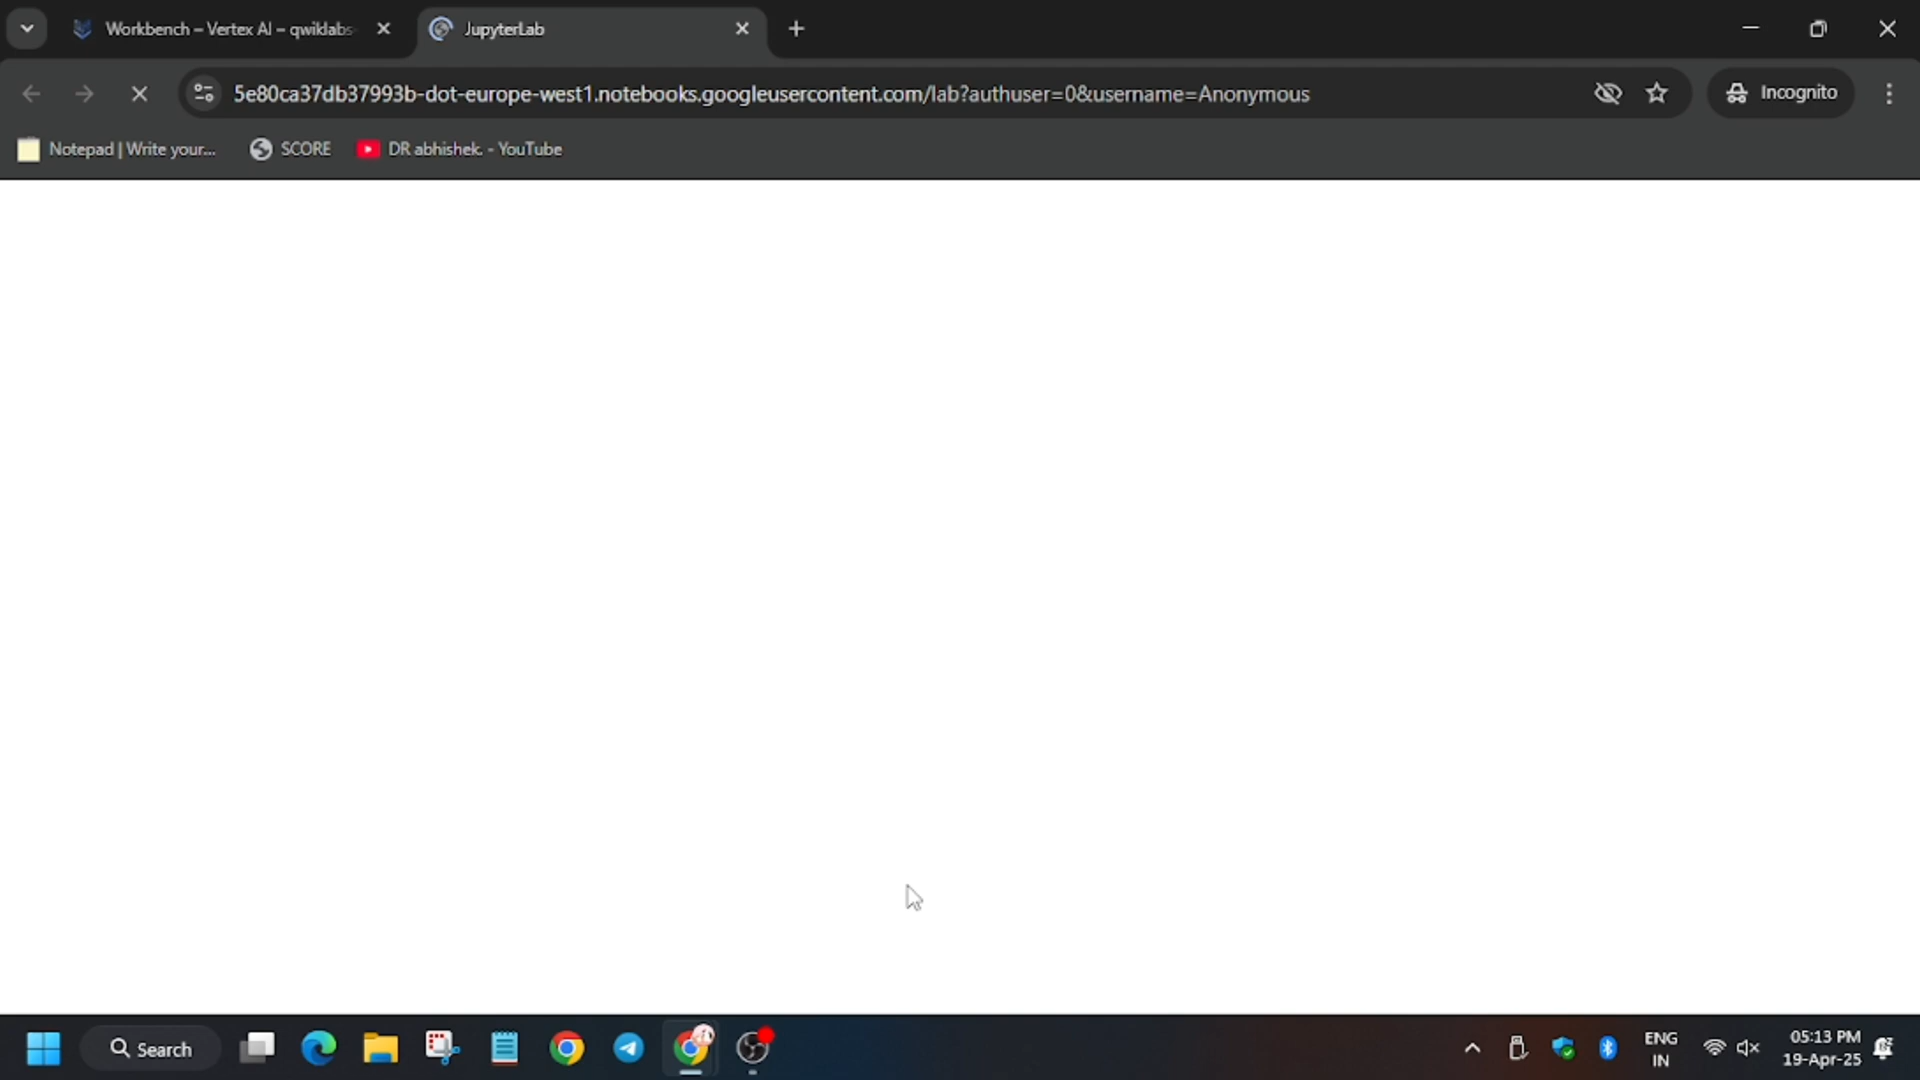 Workbench – Vertex AI – qwiklabs-
JupyterLab
5e80ca37db37993b-dot-europe-west1.notebooks.googleusercontent.com/lab?authuser=0&username=Anonymous
Incognito
Notepad | Write your...
SCORE
DR abhishek. - YouTube
Search
ENG
IN
05:13 PM
19-Apr-25